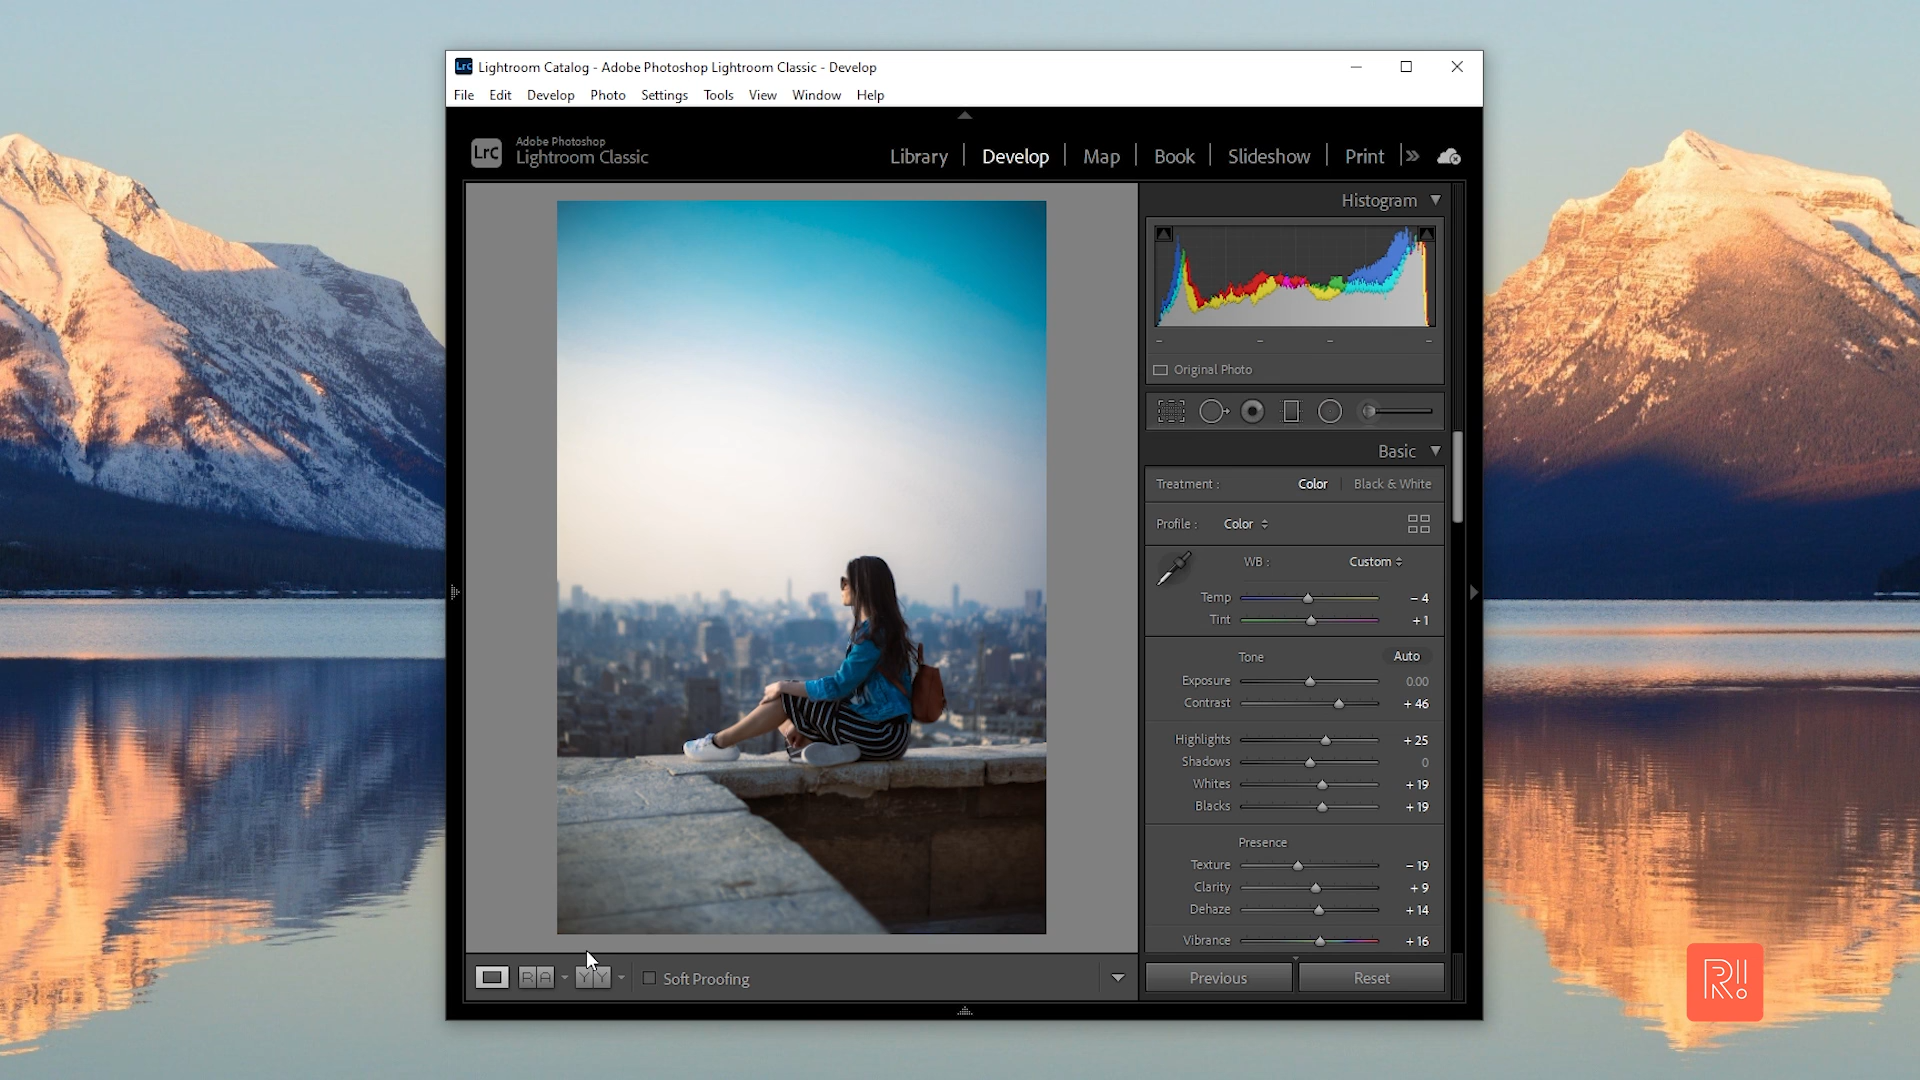 Lrc Lightroom Catalog - Adobe Photoshop Lightroom Classic - Develop
File Edit Develop Photo Settings Tools View Window Help
LrC
Adobe Photoshop
Lightroom Classic
Library Develop Map Book Slideshow Print
Histogram
Original Photo
Basic
Treatment : Color Black & White
Profile : Color
WB : Custom
Temp - 4
Tint + 1
Tone Auto
Exposure 0.00
Contrast + 46
Highlights + 25
Shadows 0
Whites + 19
Blacks + 19
Presence
Texture - 19
Clarity + 9
Dehaze + 14
Vibrance + 16
R A Y Y Soft Proofing
Previous Reset
R!